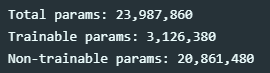 Total params: 23,987,860
Trainable params: 3,126,380
Non-trainable params: 20,861,480